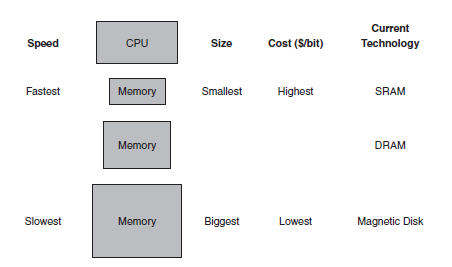 Speed CPU Size Cost ($/bit) Current
Technology
Fastest Memory Smallest Highest SRAM
Memory DRAM
Slowest Memory Biggest Lowest Magnetic Disk